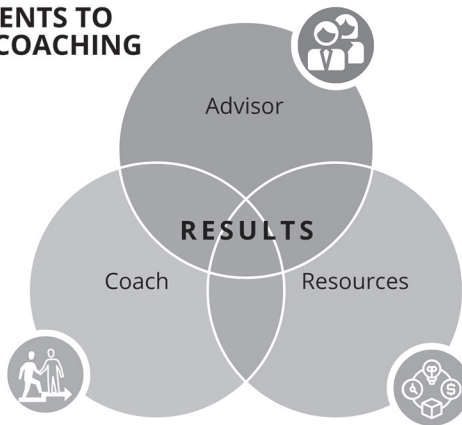 ENTS TO
COACHING
Advisor
RESULTS
Coach
Resources
$